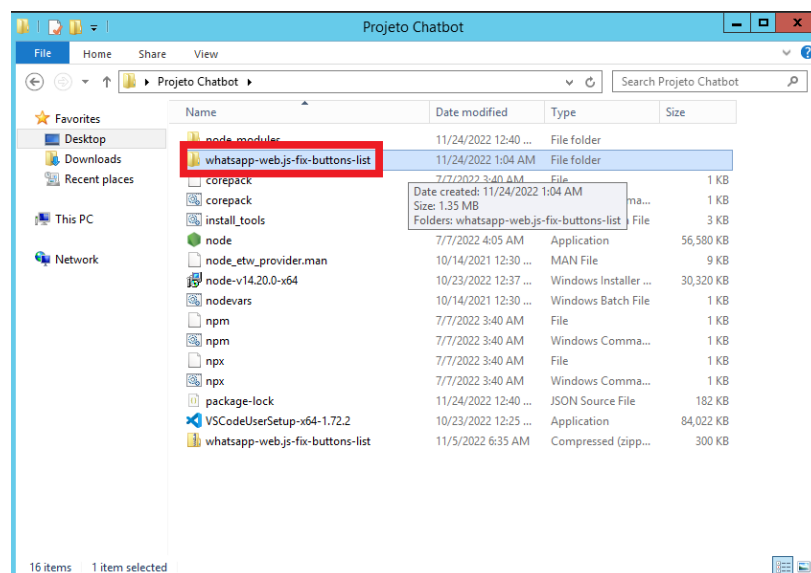 Projeto Chatbot
File Home Share View
Projeto Chatbot Search Projeto Chatbot
Name Date modified Type Size
Favorites
Desktop
Downloads
Recent places
This PC
Network
node_modules 11/24/2022 12:40 ... File folder
whatsapp-web.js-fix-buttons-list 11/24/2022 1:04 AM File folder
corepack 7/7/2022 3:40 AM File 1 KB
corepack ma... 1 KB
install_tools File 3 KB
Date created: 11/24/2022 1:04 AM
Size: 1.35 MB
Folders: whatsapp-web.js-fix-buttons-list
node 7/7/2022 4:05 AM Application 56,580 KB
node_etw_provider.man 10/14/2021 12:30 ... MAN File 9 KB
node-v14.20.0-x64 10/23/2022 12:37 ... Windows Installer ... 30,320 KB
nodevars 10/14/2021 12:30 ... Windows Batch File 1 KB
npm 7/7/2022 3:40 AM File 1 KB
npm 7/7/2022 3:40 AM Windows Comma... 1 KB
npx 7/7/2022 3:40 AM File 1 KB
npx 7/7/2022 3:40 AM Windows Comma... 1 KB
package-lock 11/24/2022 12:40 ... JSON Source File 182 KB
VSCodeUserSetup-x64-1.72.2 10/23/2022 12:25 ... Application 84,022 KB
whatsapp-web.js-fix-buttons-list 11/5/2022 6:35 AM Compressed (zipp... 300 KB
16 items 1 item selected